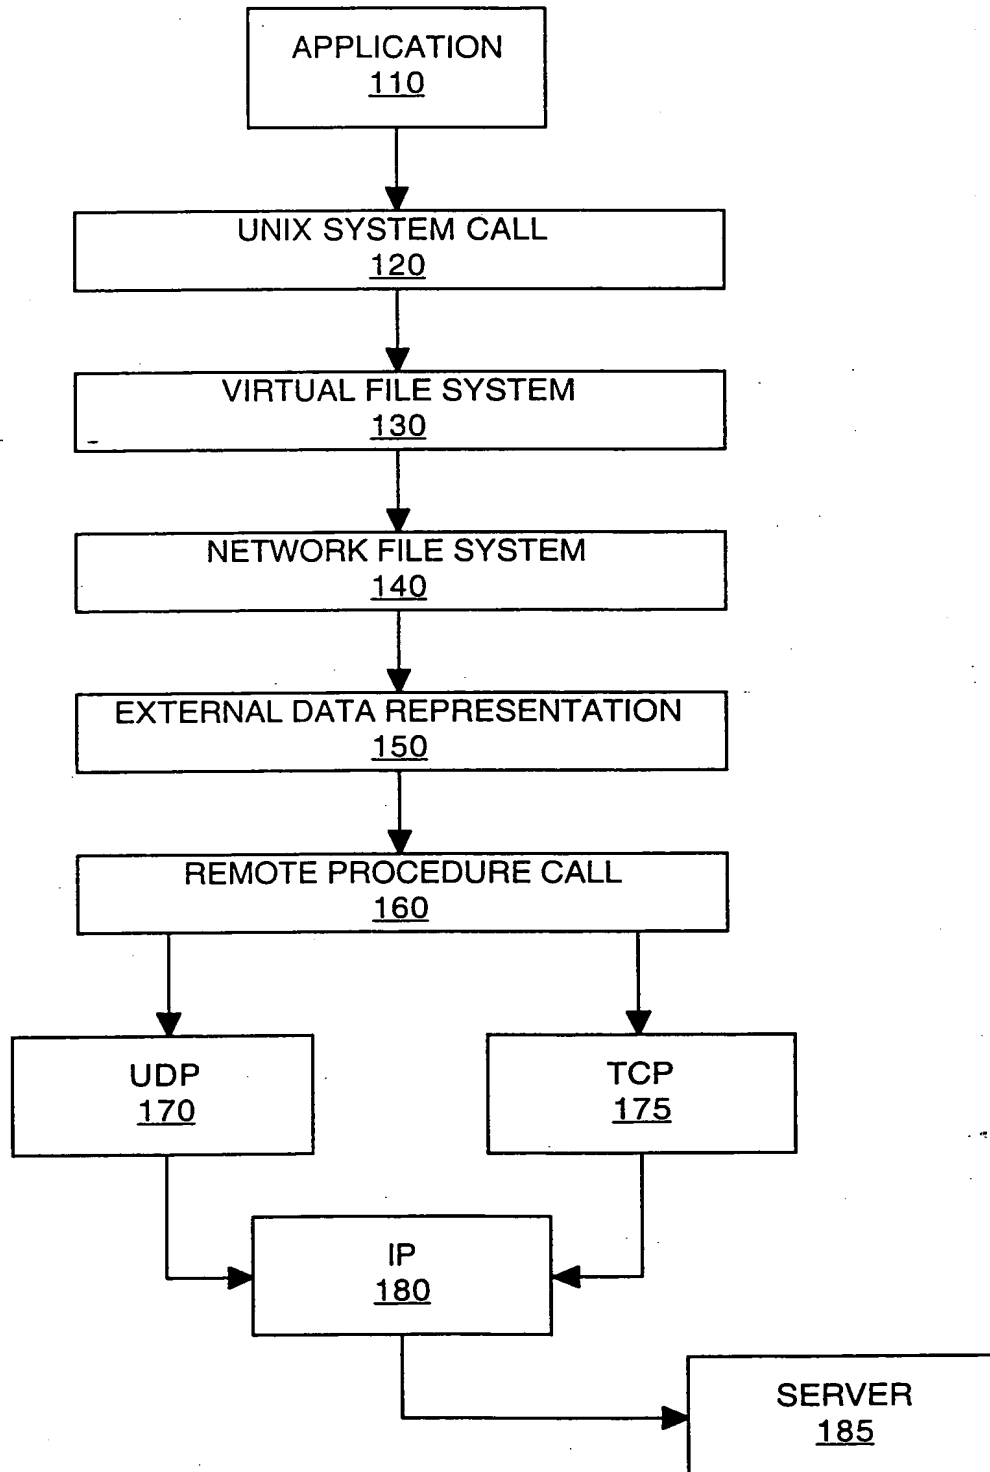 APPLICATION
110
UNIX SYSTEM CALL
120
VIRTUAL FILE SYSTEM
130
NETWORK FILE SYSTEM
140
EXTERNAL DATA REPRESENTATION
150
REMOTE PROCEDURE CALL
160
UDP
170
TCP
175
IP
180
SERVER
185